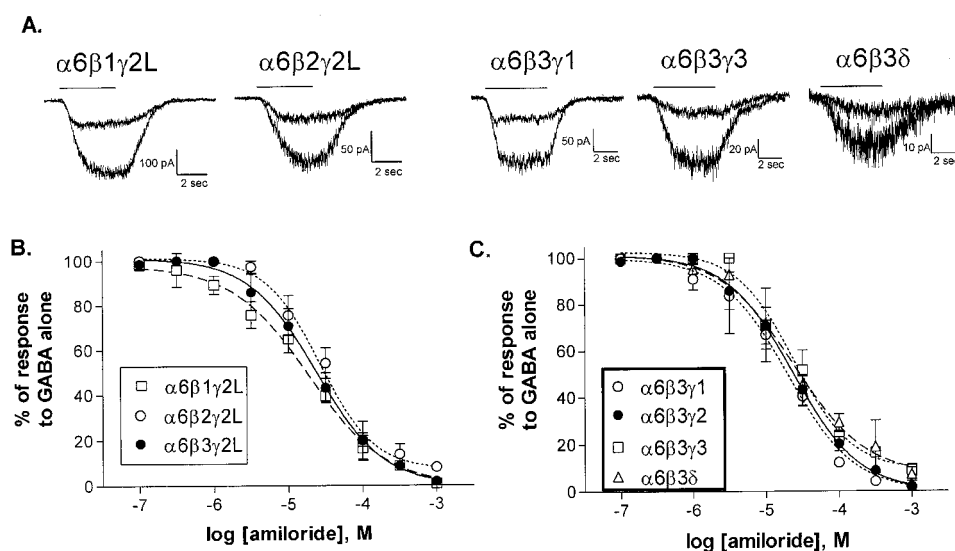 A.
α6β1γ2L
α6β2γ2L
α6β3γ1
α6β3γ3
α6β3δ
100 pA
2 sec
50 pA
2 sec
50 pA
2 sec
20 pA
2 sec
10 pA
2 sec
B.
% of response
to GABA alone
100
80
60
40
20
0
α6β1γ2L
α6β2γ2L
α6β3γ2L
-7
-6
-5
-4
-3
log [amiloride], M
C.
% of response
to GABA alone
100
80
60
40
20
0
α6β3γ1
α6β3γ2
α6β3γ3
α6β3δ
-7
-6
-5
-4
-3
log [amiloride], M